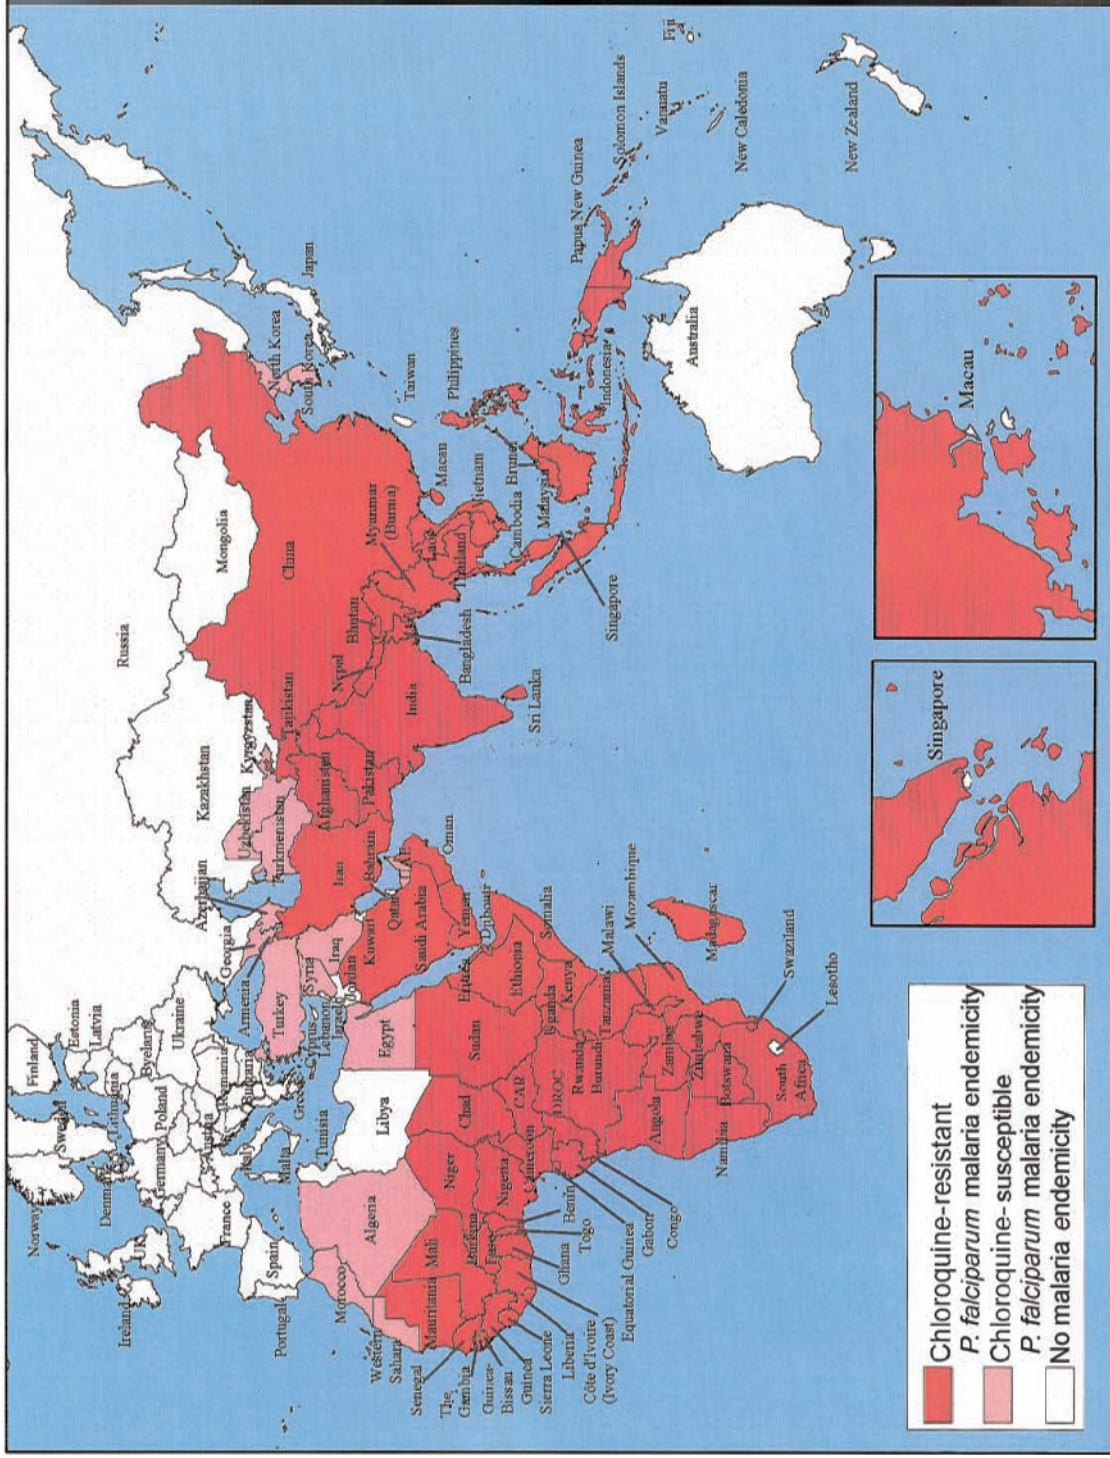 Norway
Sweden
Finland
Estonia
Latvia
Lithuania
Denmark
Ireland
UK
Germany
Poland
Byelarus
Ukraine
Russia
France
Austria
Romania
Bulgaria
Italy
Spain
Portugal
Malta
Greece
Cyprus
Lebanon
Israel
Jordan
Syria
Turkey
Armenia
Georgia
Azerbaijan
Kazakhstan
Uzbekistan
Turkmenistan
Kyrgyzstan
Tajikistan
Mongolia
China
North Korea
South Korea
Japan
Taiwan
Macau
Philippines
Vietnam
Laos
Thailand
Cambodia
Myanmar
(Burma)
Bhutan
Nepal
Bangladesh
India
Sri Lanka
Pakistan
Afghanistan
Iran
Iraq
Kuwait
Bahrain
Qatar
UAE
Oman
Saudi Arabia
Yemen
Djibouti
Brunei
Malaysia
Singapore
Indonesia
Papua New Guinea
Solomon Islands
Vanuatu
Fiji
New Caledonia
New Zealand
Australia
Morocco
Western
Sahara
Algeria
Tunisia
Libya
Egypt
Mauritania
Mali
Niger
Chad
Sudan
Eritrea
Ethiopia
Somalia
Senegal
The
Gambia
Guinea-
Bissau
Guinea
Sierra Leone
Liberia
Côte d'Ivoire
(Ivory Coast)
Burkina
Faso
Ghana
Togo
Benin
Nigeria
Cameroon
CAR
Equatorial Guinea
Gabon
Congo
DROC
Uganda
Kenya
Rwanda
Burundi
Tanzania
Malawi
Mozambique
Madagascar
Angola
Zambia
Zimbabwe
Botswana
Namibia
South
Africa
Swaziland
Lesotho
Singapore
Macau
Chloroquine-resistant
P. falciparum malaria endemicity
Chloroquine-susceptible
P. falciparum malaria endemicity
No malaria endemicity